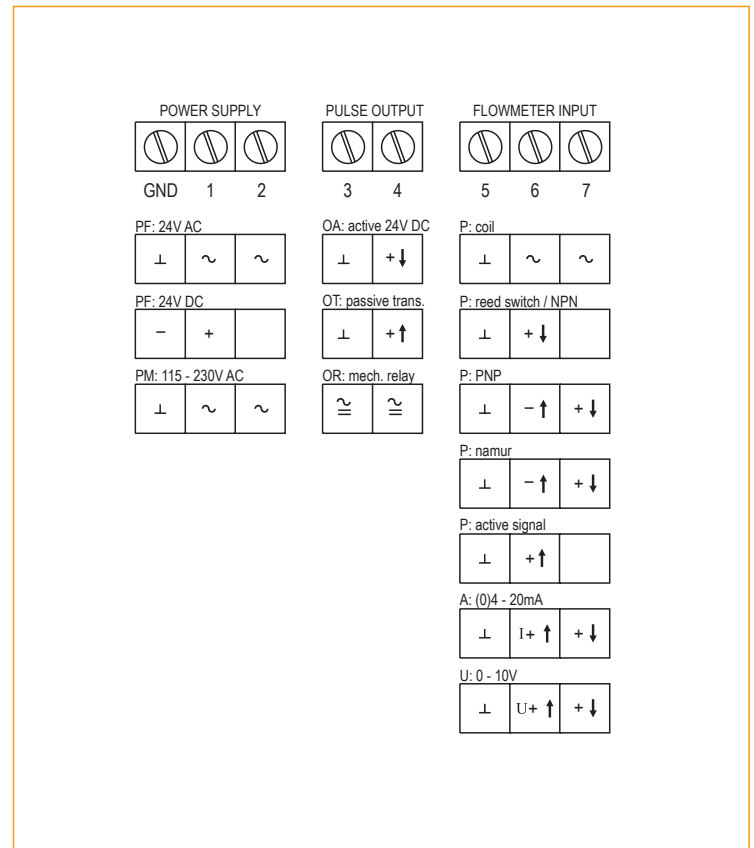 POWER SUPPLY PULSE OUTPUT FLOWMETER INPUT
GND 1 2 3 4 5 6 7
PF: 24V AC OA: active 24V DC P: coil
⊥ ~ ~ ⊥ +↓ ⊥ ~ ~
PF: 24V DC OT: passive trans. P: reed switch / NPN
− + ⊥ +↑ ⊥ +↓
PM: 115 - 230V AC OR: mech. relay P: PNP
⊥ ~ ~ ≅ ≅ ⊥ −↑ +↓
P: namur
⊥ −↑ +↓
P: active signal
⊥ +↑
A: (0)4 - 20mA
⊥ I+ ↑ +↓
U: 0 - 10V
⊥ U+ ↑ +↓